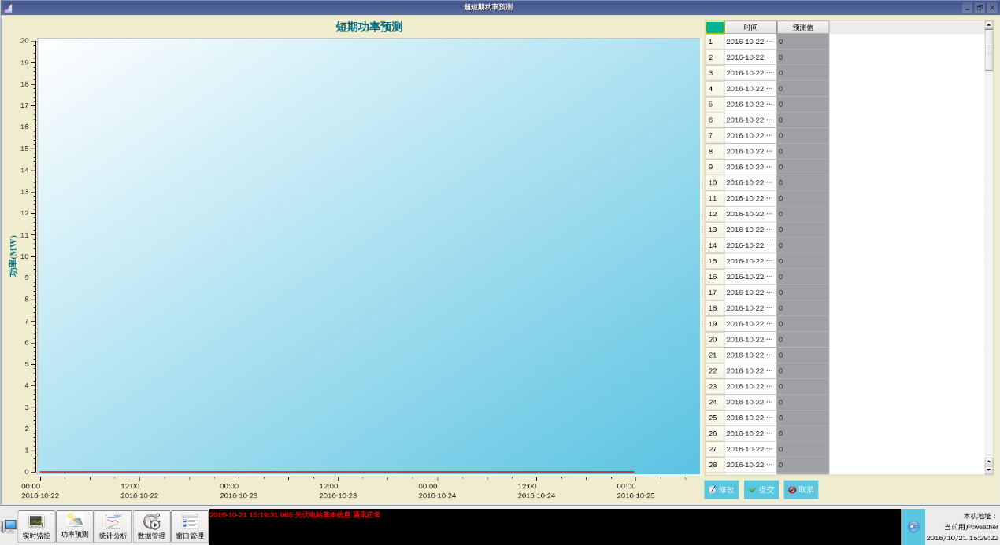 超短期功率预测
短期功率预测
功率(MW)
20
19
18
17
16
15
14
13
12
11
10
9
8
7
6
5
4
3
2
1
0
00:00 12:00 00:00 12:00 00:00 12:00 00:00
2016-10-22 2016-10-22 2016-10-23 2016-10-23 2016-10-24 2016-10-24 2016-10-25
时间 预测值
1 2016-10-22 ··· 0
2 2016-10-22 ··· 0
3 2016-10-22 ··· 0
4 2016-10-22 ··· 0
5 2016-10-22 ··· 0
6 2016-10-22 ··· 0
7 2016-10-22 ··· 0
8 2016-10-22 ··· 0
9 2016-10-22 ··· 0
10 2016-10-22 ··· 0
11 2016-10-22 ··· 0
12 2016-10-22 ··· 0
13 2016-10-22 ··· 0
14 2016-10-22 ··· 0
15 2016-10-22 ··· 0
16 2016-10-22 ··· 0
17 2016-10-22 ··· 0
18 2016-10-22 ··· 0
19 2016-10-22 ··· 0
20 2016-10-22 ··· 0
21 2016-10-22 ··· 0
22 2016-10-22 ··· 0
23 2016-10-22 ··· 0
24 2016-10-22 ··· 0
25 2016-10-22 ··· 0
26 2016-10-22 ··· 0
27 2016-10-22 ··· 0
28 2016-10-22 ··· 0
修改 提交 取消
实时监控 功率预测 统计分析 数据管理 窗口管理
2016-10-21 15:19:31 065 光伏电站基本信息 通讯正常
本机地址：
当前用户:weather
2016/10/21 15:29:22